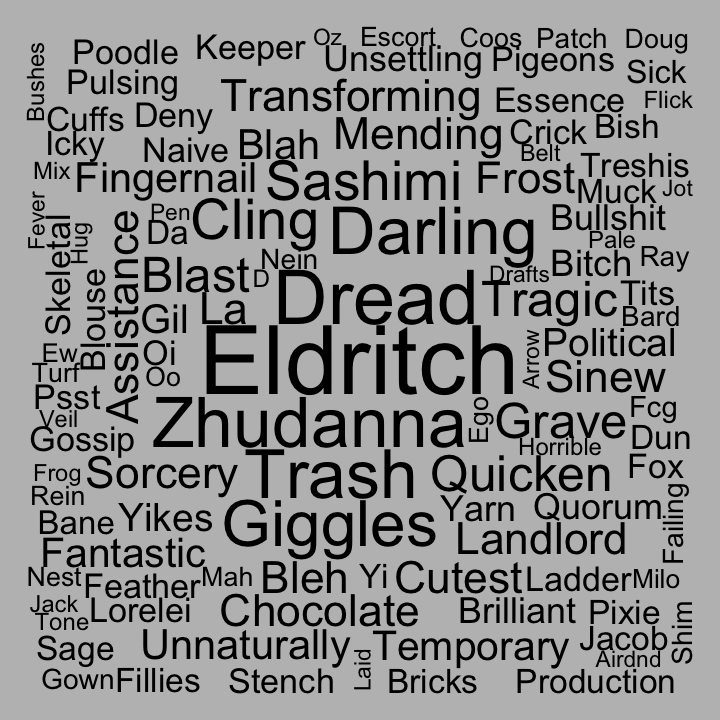 Poodle Keeper Oz Escort Coos Patch Doug
Bushes
Pulsing Unsettling Pigeons Sick
Transforming Essence Flick
Cuffs Deny Mending Crick Bish
Icky Naive Blah Belt
Mix Fingernail Sashimi Frost Treshis
Muck Jot
Fever Skeletal Hug Assistance Pen Da Cling Darling Bullshit
Pale
Blouse Blast D Nein Drafts Bitch Ray
Gil La Dread Tragic Tits
Bard
Ew Oi Eldritch Arrow Political
Turf Oo Sinew
Psst Zhudanna Ego Grave Fcg
Veil
Gossip Horrible Dun
Frog Sorcery Trash Quicken Fox
Rein Yarn Quorum Failing
Bane Yikes Giggles Landlord
Fantastic
Nest Feather Mah Bleh Yi Cutest Ladder Milo
Jack Lorelei Chocolate Brilliant Pixie Shim
Tone
Sage Unnaturally Laid Temporary Jacob
Airdnd
Gown Fillies Stench Bricks Production